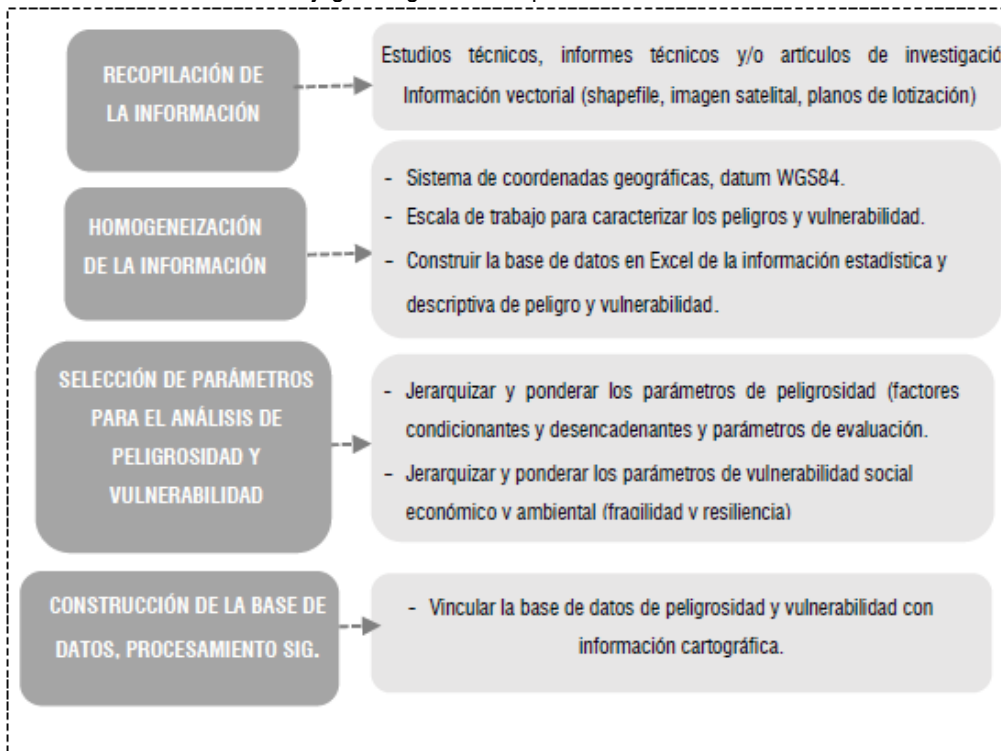 RECOPILACIÓN DE
LA INFORMACIÓN
Estudios técnicos, informes técnicos y/o artículos de investigació
Información vectorial (shapefile, imagen satelital, planos de lotización)
HOMOGENEIZACIÓN
DE LA INFORMACIÓN
- Sistema de coordenadas geográficas, datum WGS84.
- Escala de trabajo para caracterizar los peligros y vulnerabilidad.
- Construir la base de datos en Excel de la información estadística y
descriptiva de peligro y vulnerabilidad.
SELECCIÓN DE PARÁMETROS
PARA EL ANÁLISIS DE
PELIGROSIDAD Y
VULNERABILIDAD
- Jerarquizar y ponderar los parámetros de peligrosidad (factores
condicionantes y desencadenantes y parámetros de evaluación.
- Jerarquizar y ponderar los parámetros de vulnerabilidad social
económico y ambiental (fragilidad y resiliencia)
CONSTRUCCIÓN DE LA BASE DE
DATOS, PROCESAMIENTO SIG.
- Vincular la base de datos de peligrosidad y vulnerabilidad con
información cartográfica.